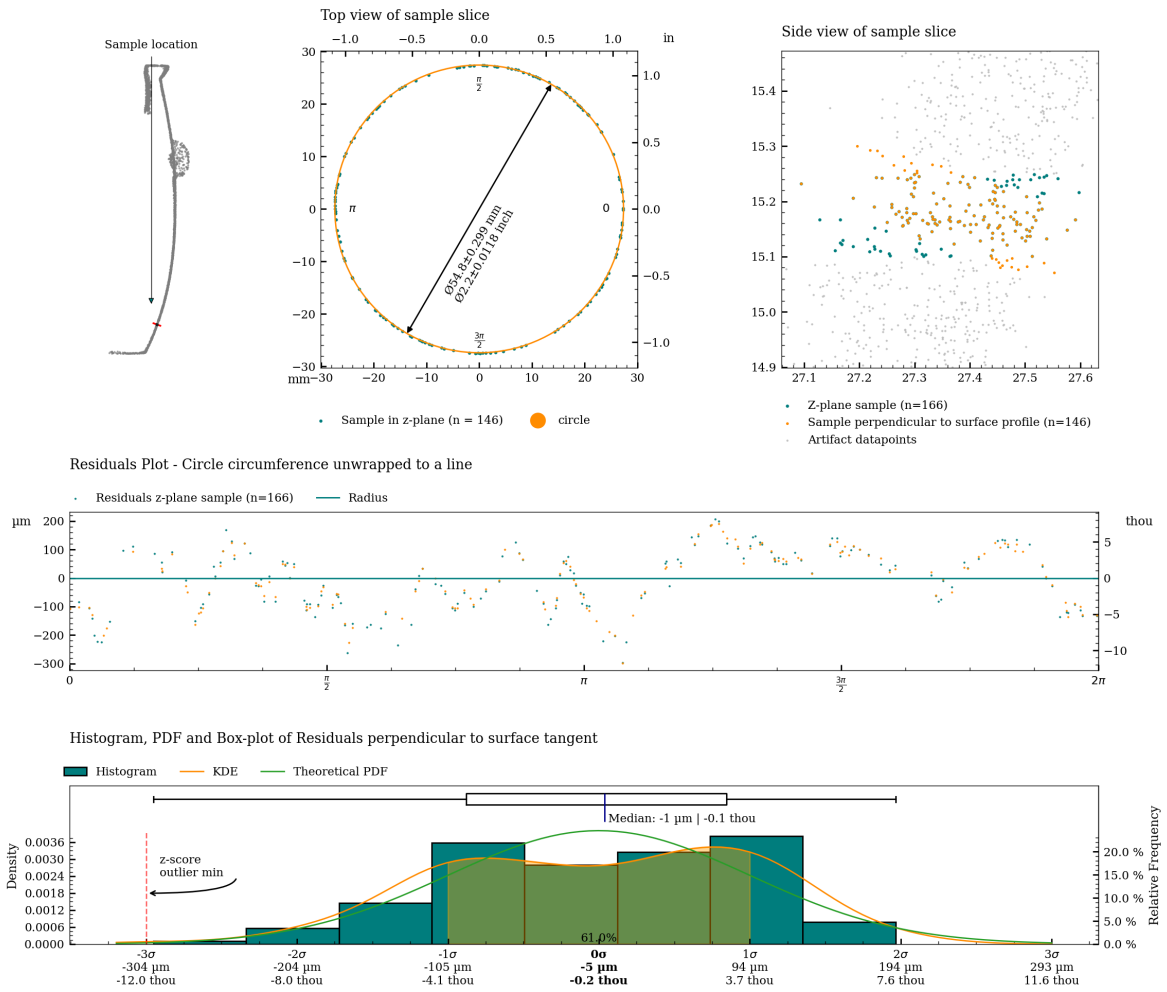 Top view of sample slice
Sample location
−1.0 −0.5 0.0 0.5 1.0 in
30
20
10
0
−10
−20
−30
mm
−30 −20 −10 0 10 20 30
1.0
0.5
0.0
−0.5
−1.0
π/2
π
0
3π/2
Ø54.8±0.299 mm
Ø2.2±0.0118 inch
Sample in z-plane (n = 146)
circle
Side view of sample slice
15.4
15.3
15.2
15.1
15.0
14.9
27.1 27.2 27.3 27.4 27.5 27.6
Z-plane sample (n=166)
Sample perpendicular to surface profile (n=146)
Artifact datapoints
Residuals Plot - Circle circumference unwrapped to a line
Residuals z-plane sample (n=166)
Radius
µm
200
100
0
−100
−200
−300
thou
5
0
−5
−10
0 π/2 π 3π/2 2π
Histogram, PDF and Box-plot of Residuals perpendicular to surface tangent
Histogram
KDE
Theoretical PDF
Median: -1 µm | -0.1 thou
z-score
outlier min
61.0%
Density
0.0036
0.0030
0.0024
0.0018
0.0012
0.0006
0.0000
Relative Frequency
20.0 %
15.0 %
10.0 %
5.0 %
0.0 %
-3σ -2σ -1σ 0σ 1σ 2σ 3σ
-304 µm -204 µm -105 µm -5 µm 94 µm 194 µm 293 µm
-12.0 thou -8.0 thou -4.1 thou -0.2 thou 3.7 thou 7.6 thou 11.6 thou